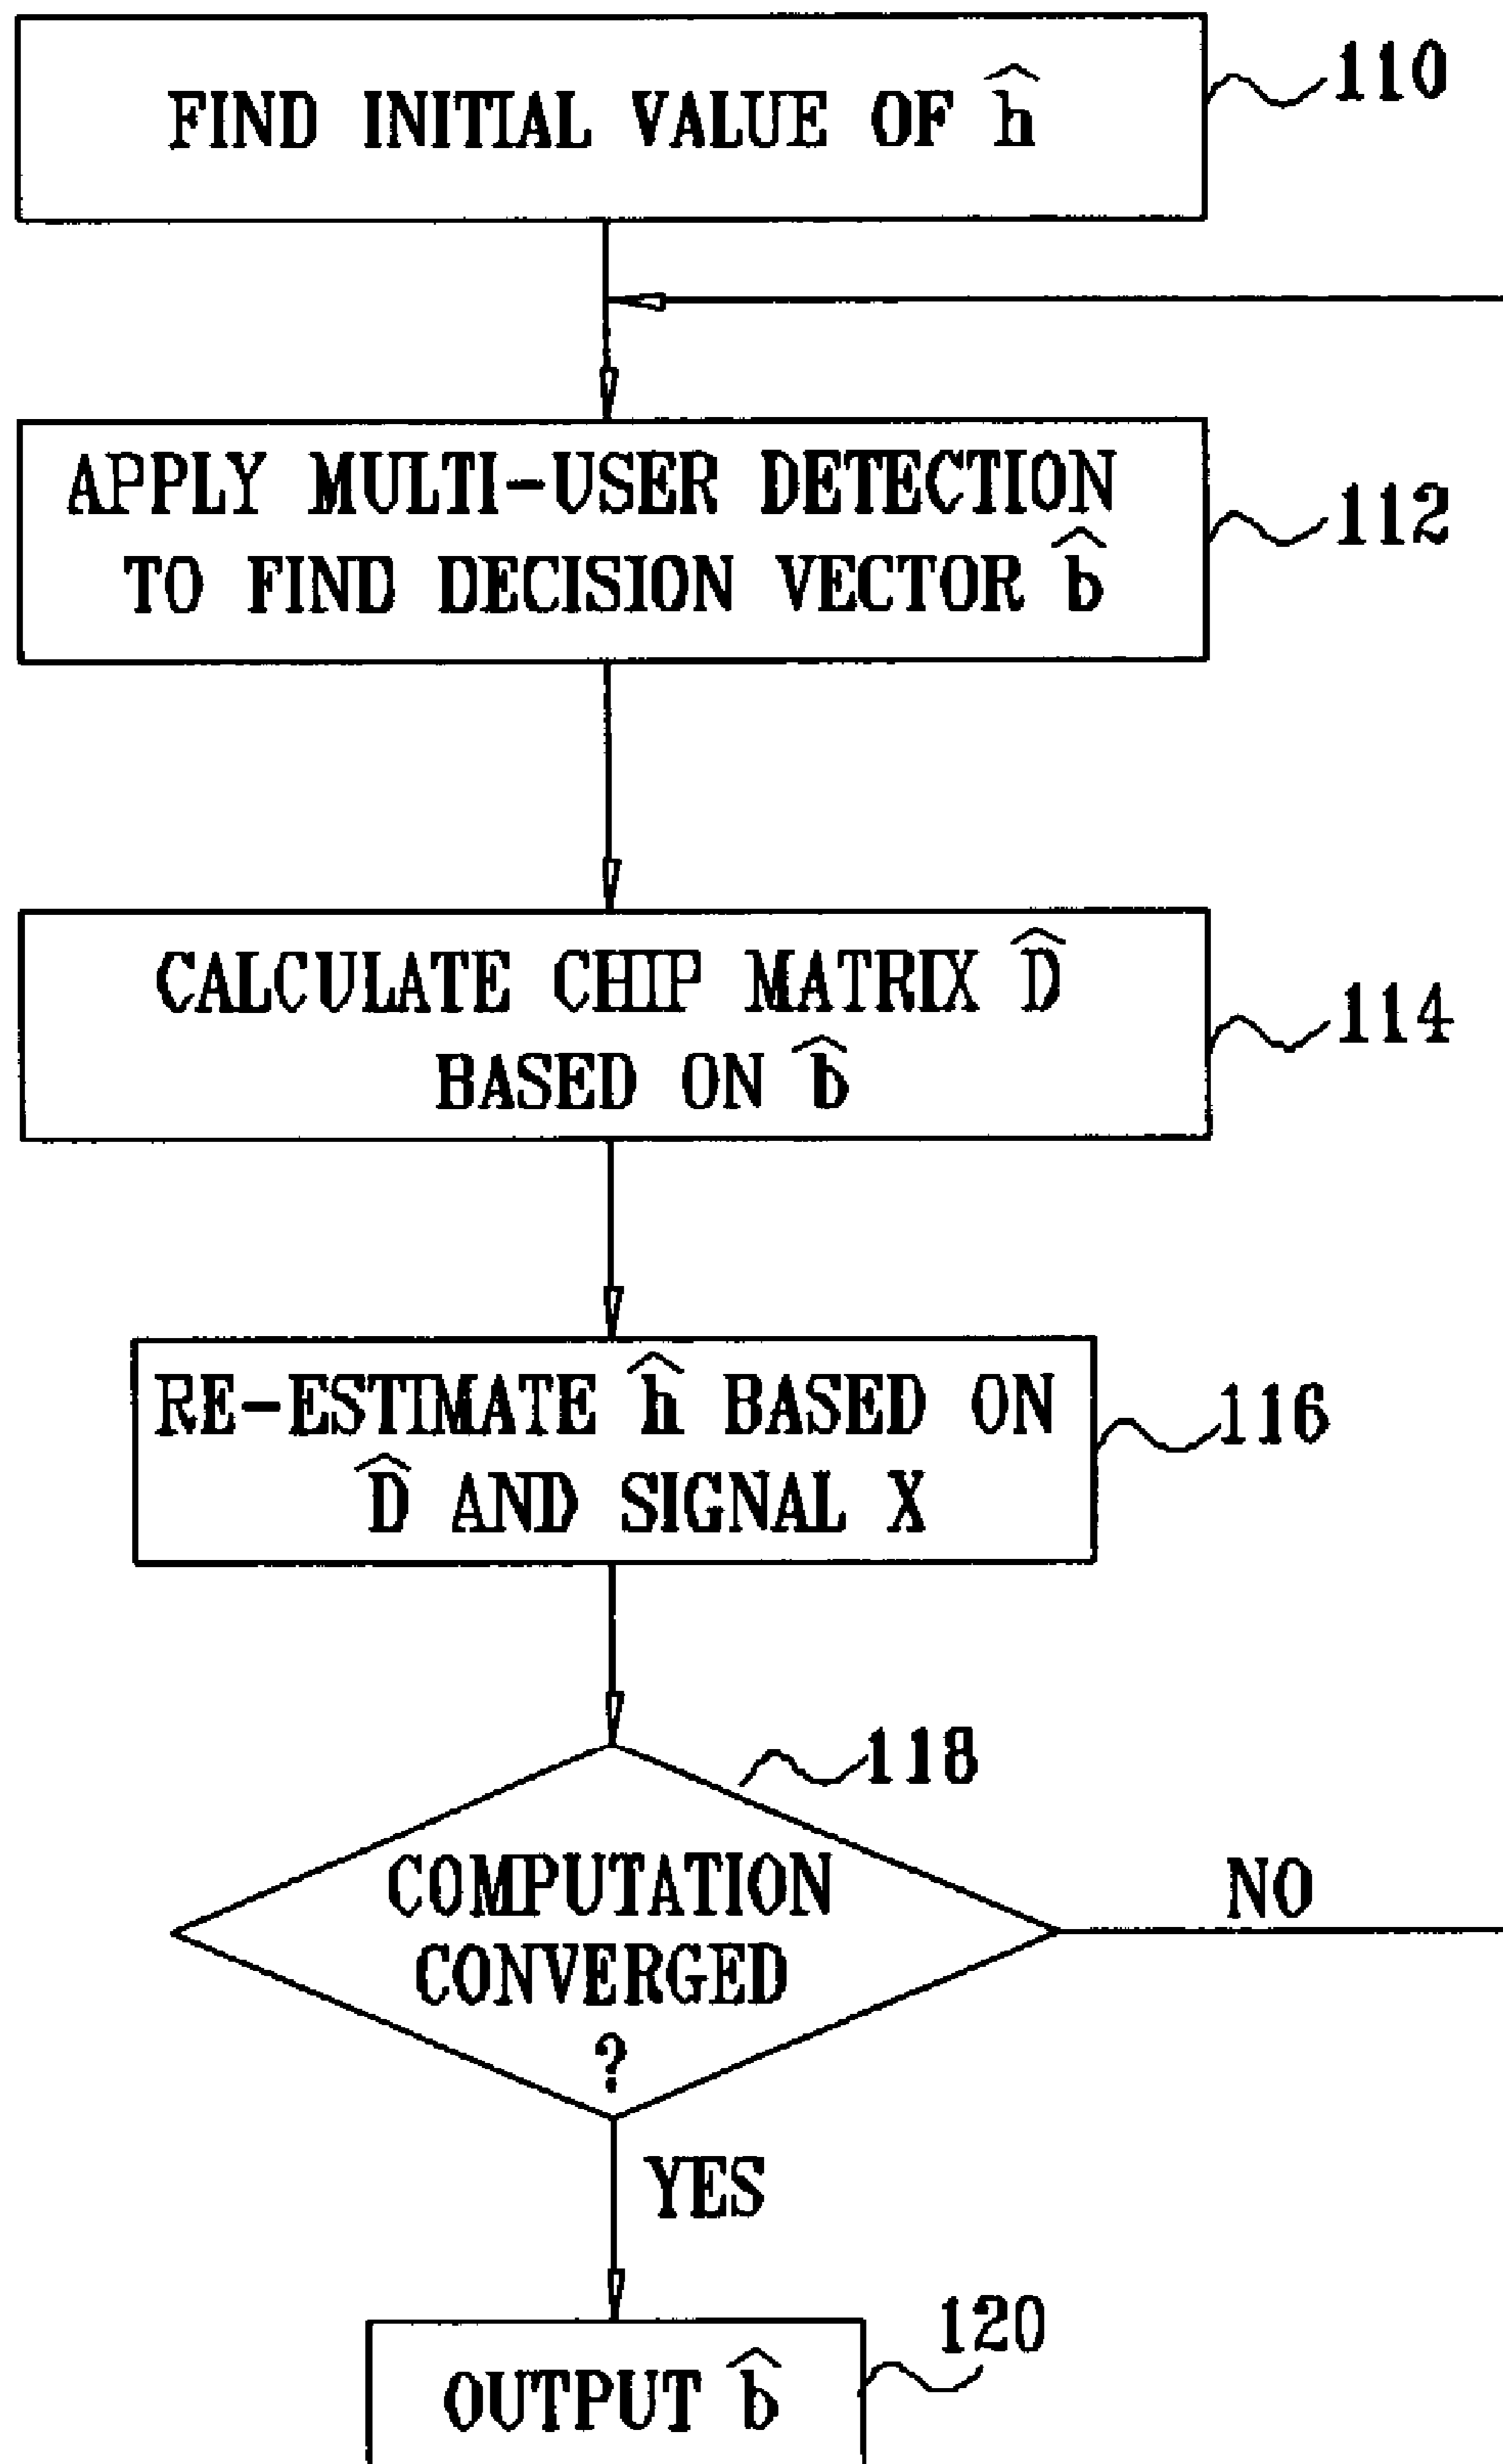 FIND INITIAL VALUE OF ĥ
110
APPLY MULTI-USER DETECTION
TO FIND DECISION VECTOR b̂
112
CALCULATE CHIP MATRIX D̂
BASED ON b̂
114
RE-ESTIMATE ĥ BASED ON
D̂ AND SIGNAL X
116
118
COMPUTATION
CONVERGED
?
NO
YES
OUTPUT b̂
120